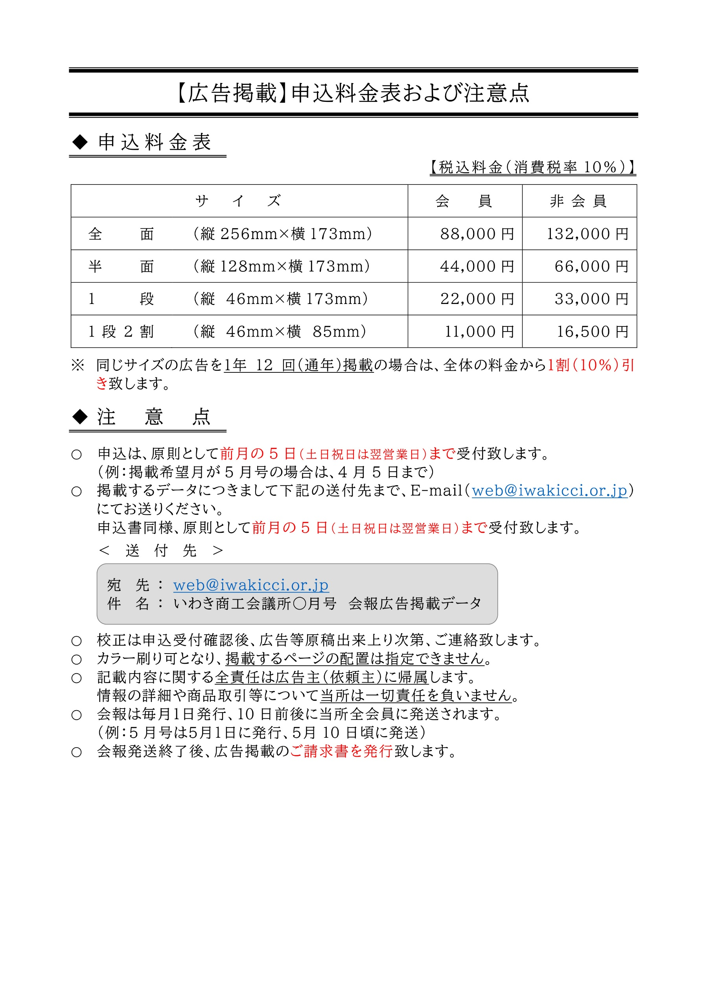 【広告掲載】申込料金表および注意点
◆ 申込料金表
【税込料金(消費税率 10%)】
サ イ ズ 会 員 非 会 員
全 面 (縦 256mm×横 173mm) 88,000 円 132,000 円
半 面 (縦 128mm×横 173mm) 44,000 円 66,000 円
1 段 (縦 46mm×横 173mm) 22,000 円 33,000 円
1 段 2 割 (縦 46mm×横 85mm) 11,000 円 16,500 円
※ 同じサイズの広告を1年 12 回(通年)掲載の場合は、全体の料金から1割(10%)引
き致します。
◆ 注 意 点
○ 申込は、原則として前月の 5 日(土日祝日は翌営業日)まで受付致します。
(例:掲載希望月が 5 月号の場合は、4 月 5 日まで)
○ 掲載するデータにつきまして下記の送付先まで、E-mail(web@iwakicci.or.jp)
にてお送りください。
申込書同様、原則として前月の 5 日(土日祝日は翌営業日)まで受付致します。
< 送 付 先 >
宛 先 : web@iwakicci.or.jp
件 名 : いわき商工会議所○月号 会報広告掲載データ
○ 校正は申込受付確認後、広告等原稿出来上り次第、ご連絡致します。
○ カラー刷り可となり、掲載するページの配置は指定できません。
○ 記載内容に関する全責任は広告主(依頼主)に帰属します。
情報の詳細や商品取引等について当所は一切責任を負いません。
○ 会報は毎月1日発行、10 日前後に当所全会員に発送されます。
(例:5 月号は5月1日に発行、5月 10 日頃に発送)
○ 会報発送終了後、広告掲載のご請求書を発行致します。